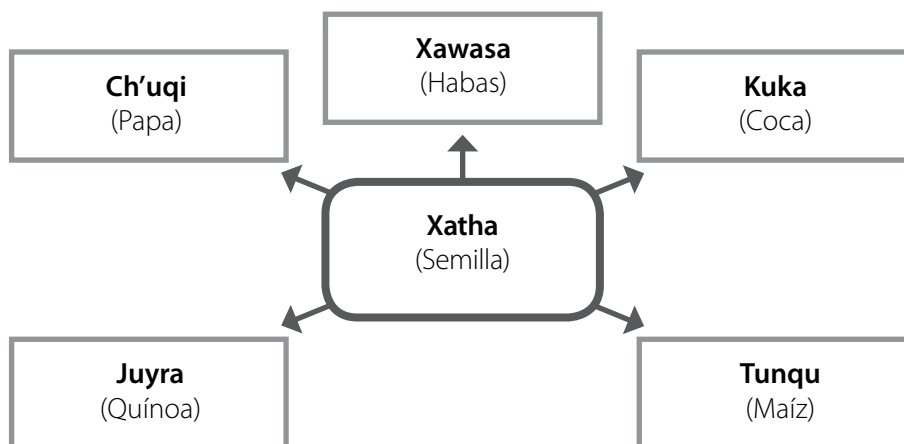 Xawasa
(Habas)
Ch’uqi
(Papa)
Kuka
(Coca)
Xatha
(Semilla)
Juyra
(Quínoa)
Tunqu
(Maíz)